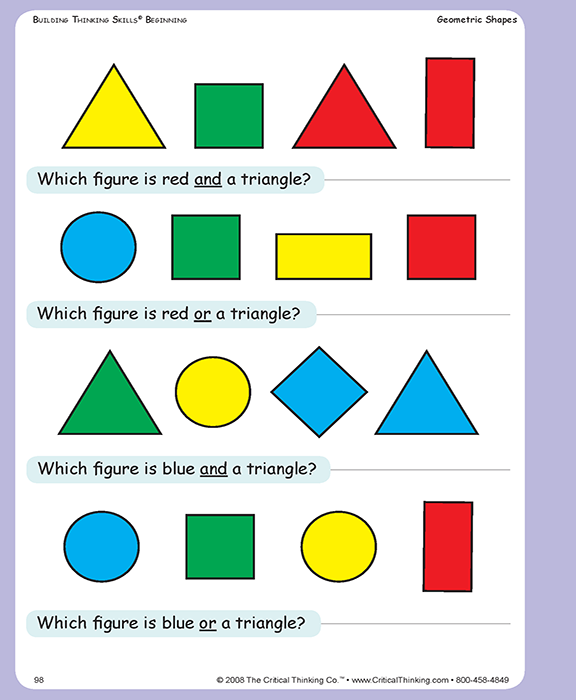 Building Thinking Skills® Beginning
Geometric Shapes
Which figure is red and a triangle?
Which figure is red or a triangle?
Which figure is blue and a triangle?
Which figure is blue or a triangle?
98
© 2008 The Critical Thinking Co.™ • www.CriticalThinking.com • 800-458-4849